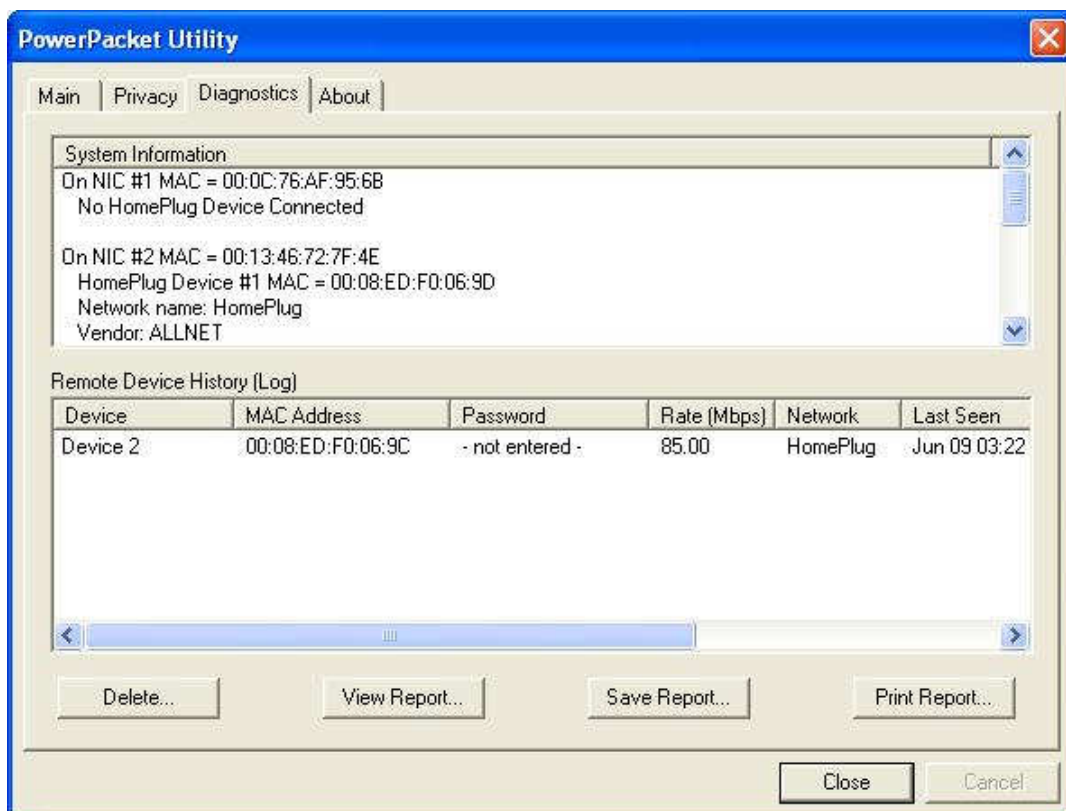 PowerPacket Utility
Main Privacy Diagnostics About
System Information
On NIC #1 MAC = 00:0C:76:AF:95:6B
No HomePlug Device Connected
On NIC #2 MAC = 00:13:46:72:7F:4E
HomePlug Device #1 MAC = 00:08:ED:F0:06:9D
Network name: HomePlug
Vendor: ALLNET
Remote Device History (Log)
Device MAC Address Password Rate (Mbps) Network Last Seen
Device 2 00:08:ED:F0:06:9C - not entered - 85.00 HomePlug Jun 09 03:22
Delete... View Report... Save Report... Print Report...
Close Cancel